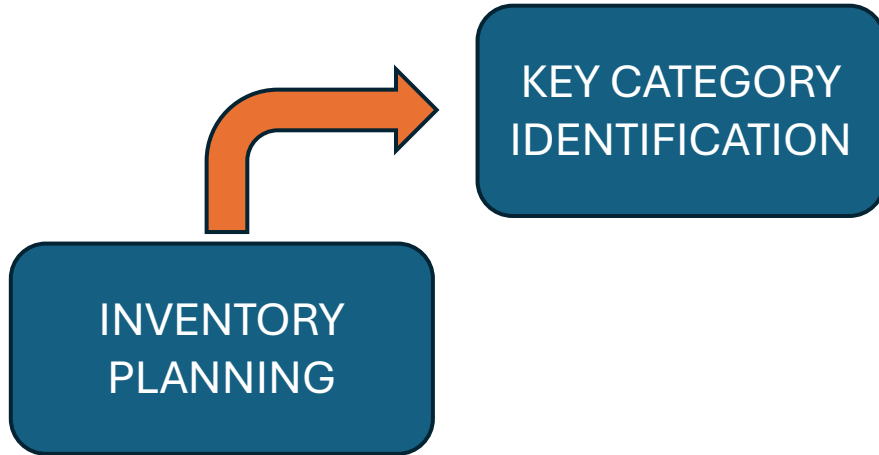 KEY CATEGORY
IDENTIFICATION
INVENTORY
PLANNING